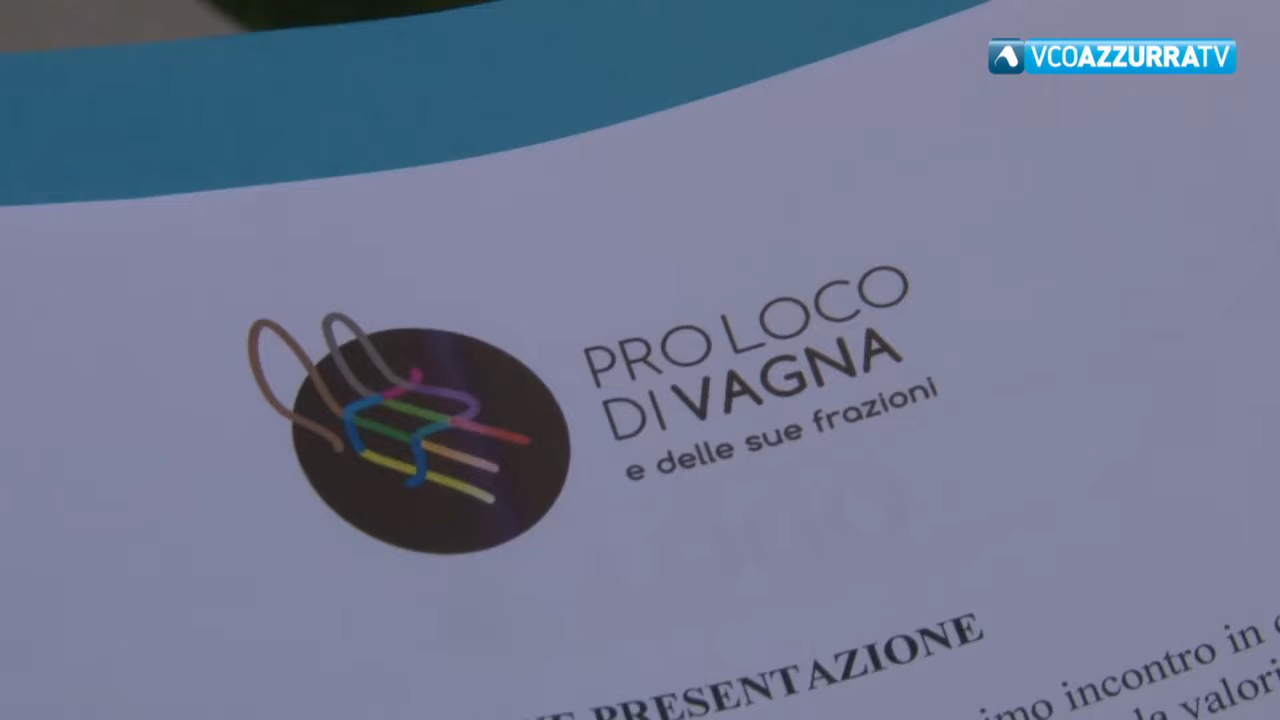 VCOAZZURRATV
PRO LOCO
DI VAGNA
e delle sue frazioni
PRESENTAZIONE
incontro in